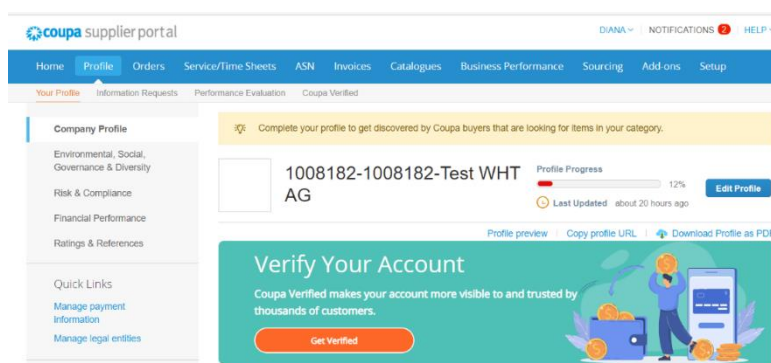 coupa supplier portal
DIANA NOTIFICATIONS 2 HELP
Home Profile Orders Service/Time Sheets ASN Invoices Catalogues Business Performance Sourcing Add-ons Setup
Your Profile Information Requests Performance Evaluation Coupa Verified
Company Profile
Environmental, Social,
Governance & Diversity
Risk & Compliance
Financial Performance
Ratings & References
Quick Links
Manage payment
information
Manage legal entities
Complete your profile to get discovered by Coupa buyers that are looking for items in your category.
1008182-1008182-Test WHT
AG
Profile Progress
12%
Last Updated about 20 hours ago
Edit Profile
Profile preview Copy profile URL Download Profile as PDF
Verify Your Account
Coupa Verified makes your account more visible to and trusted by
thousands of customers.
Get Verified